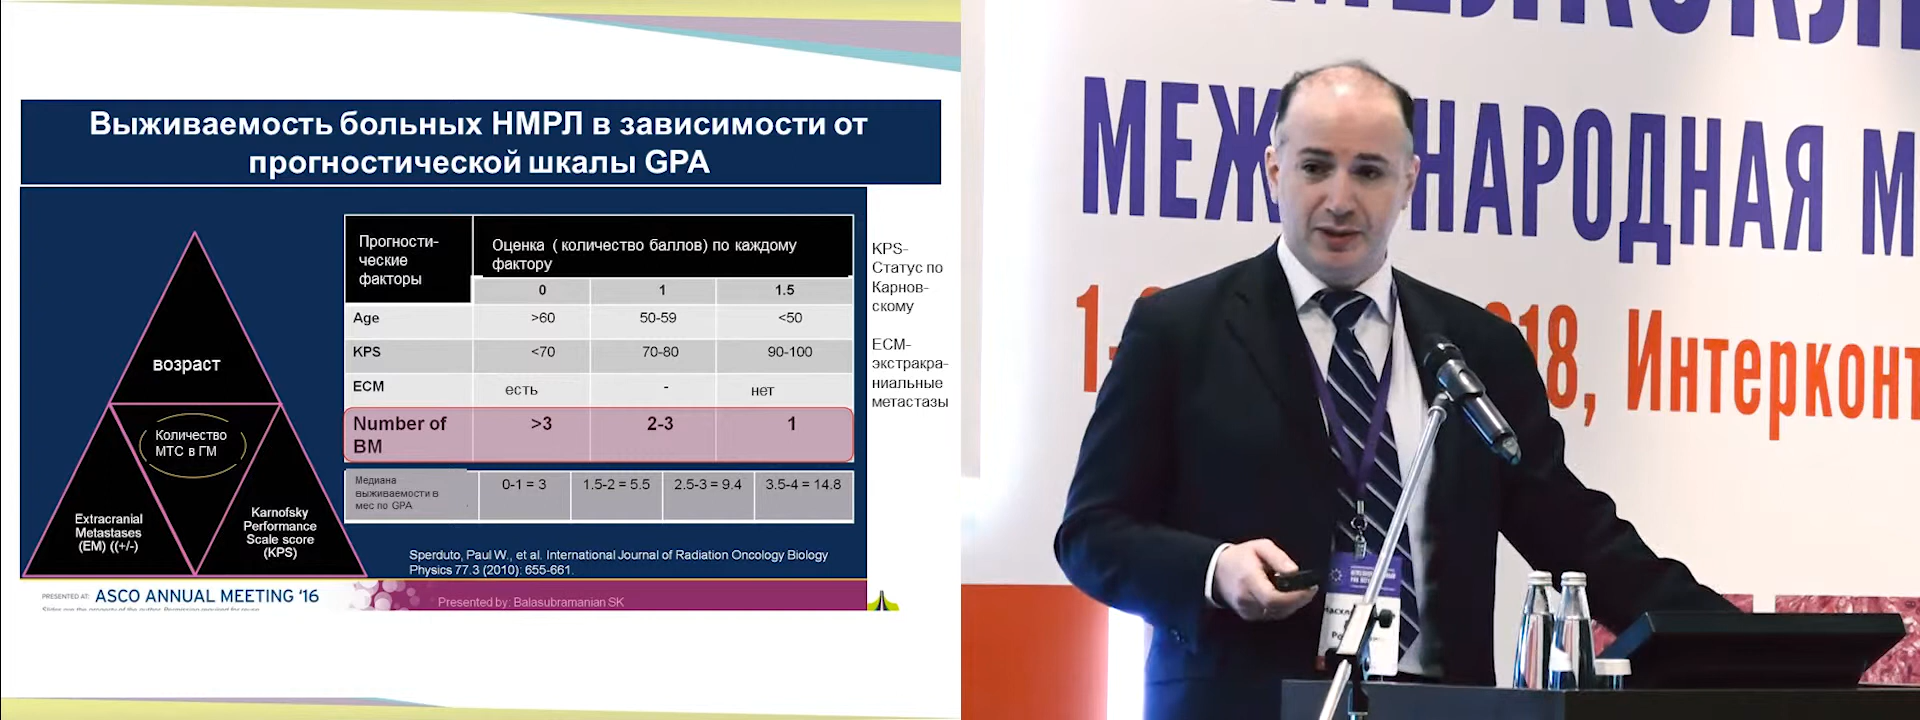 Выживаемость больных НМРЛ в зависимости от
прогностической шкалы GPA
возраст
Количество
МТС в ГМ
Extracranial
Metastases
(EM) ((+/-)
Karnofsky
Performance
Scale score
(KPS)
Прогности-
ческие
факторы
Оценка ( количество баллов) по каждому
фактору
0 1 1.5
Age >60 50-59 <50
KPS <70 70-80 90-100
ECM есть - нет
Number of
BM >3 2-3 1
Медиана
выживаемости в
мес по GPA
0-1 = 3 1.5-2 = 5.5 2.5-3 = 9.4 3.5-4 = 14.8
KPS-
Статус по
Карнов-
скому
ECM-
экстракра-
ниальные
метастазы
Sperduto, Paul W., et al. International Journal of Radiation Oncology Biology
Physics 77.3 (2010): 655-661.
PRESENTED AT: ASCO ANNUAL MEETING ‘16
Presented by: Balasubramanian SK
НАРОДНАЯ М
18, Интерконт